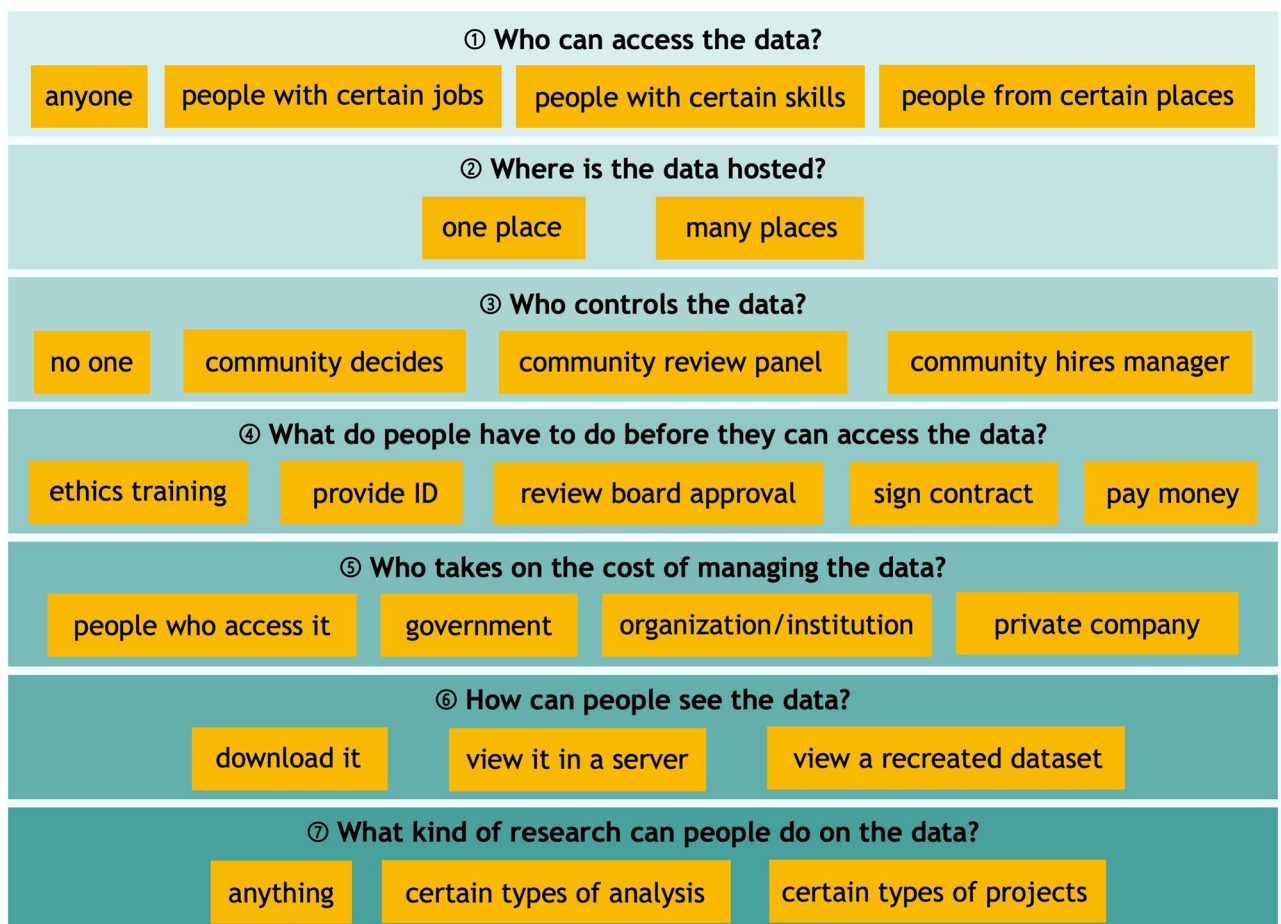 ① Who can access the data?
anyone people with certain jobs people with certain skills people from certain places
② Where is the data hosted?
one place many places
③ Who controls the data?
no one community decides community review panel community hires manager
④ What do people have to do before they can access the data?
ethics training provide ID review board approval sign contract pay money
⑤ Who takes on the cost of managing the data?
people who access it government organization/institution private company
⑥ How can people see the data?
download it view it in a server view a recreated dataset
⑦ What kind of research can people do on the data?
anything certain types of analysis certain types of projects